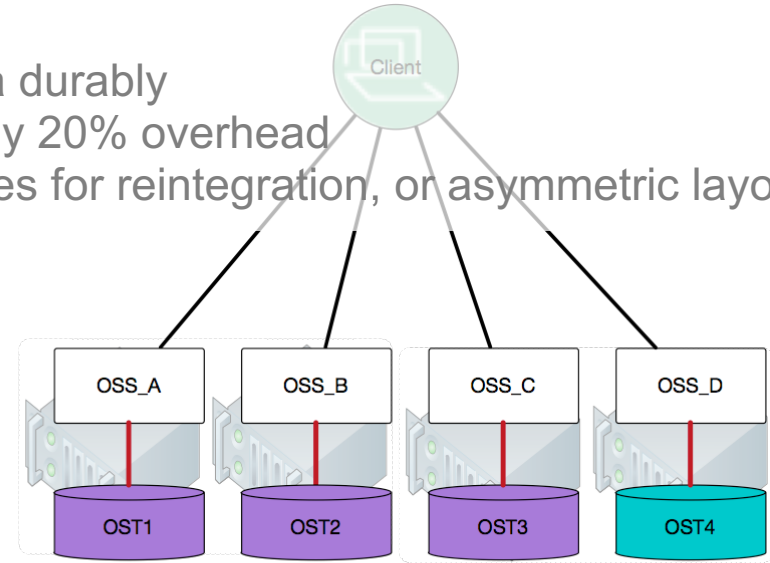 Client
a durably
y 20% overhead
es for reintegration, or asymmetric layo
OSS_A OSS_B OSS_C OSS_D
OST1 OST2 OST3 OST4